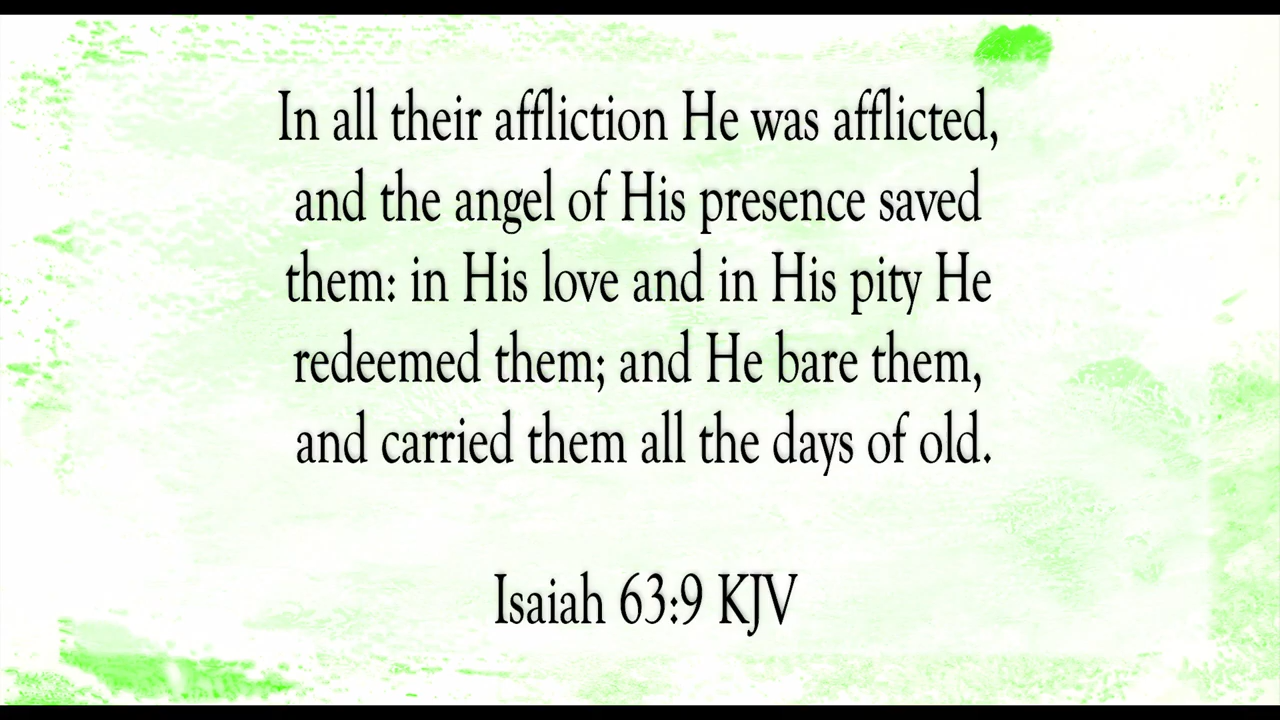 In all their affliction He was afflicted,
and the angel of His presence saved
them: in His love and in His pity He
redeemed them; and He bare them,
and carried them all the days of old.
Isaiah 63:9 KJV